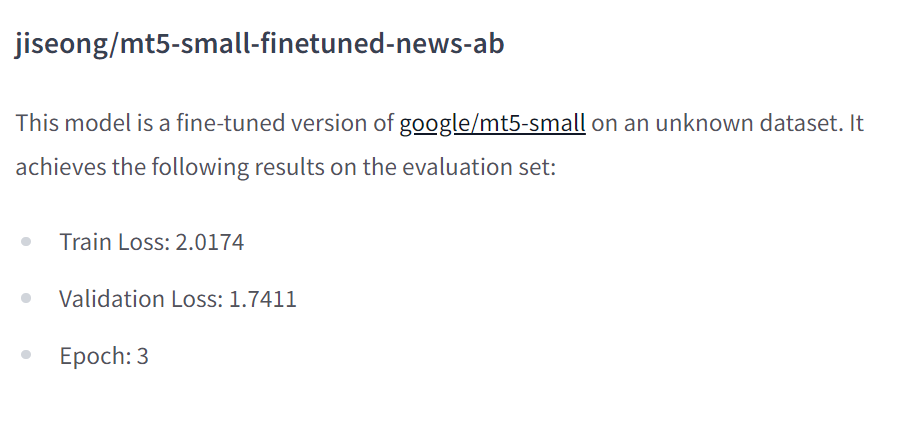 jiseong/mt5-small-finetuned-news-ab
This model is a fine-tuned version of google/mt5-small on an unknown dataset. It
achieves the following results on the evaluation set:
Train Loss: 2.0174
Validation Loss: 1.7411
Epoch: 3